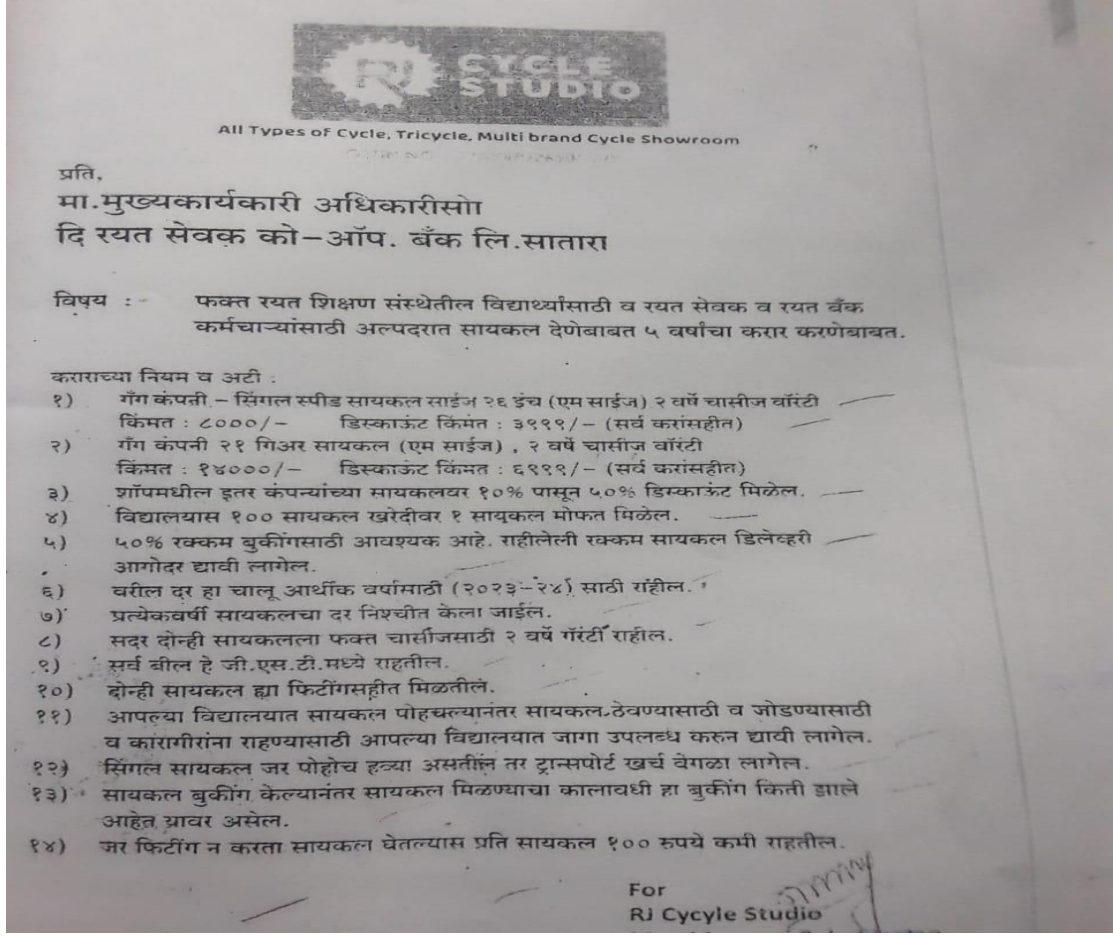 RJ CYCLE
STUDIO
All Types of Cycle, Tricycle, Multi brand Cycle Showroom
प्रति,
मा.मुख्यकार्यकारी अधिकारीसाो
दि रयत सेवक को–ऑप. बँक लि.सातारा
विषय : - फक्त रयत शिक्षण संस्थेतील विद्यार्थ्यांसाठी व रयत सेवक व रयत बँक
कर्मचाऱ्यांसाठी अल्पदरात सायकल देणेबाबत ५ वर्षांचा करार करणेबाबत.
कराराच्या नियम व अटी :
१) गँग कंपनी – सिंगल स्पीड सायकल साईज २६ इंच (एम साईज) २ वर्षे चासीज वॉरंटी
किंमत : ८०००/– डिस्काऊंट किंमत : ३९९९/– (सर्व करांसहीत)
२) गँग कंपनी २१ गिअर सायकल (एम साईज) , २ वर्षे चासीज वॉरंटी
किंमत : १४०००/– डिस्काऊंट किंमत : ६९९९/– (सर्व करांसहीत)
३) शॉपमधील इतर कंपन्यांच्या सायकलवर १०% पासून ५०% डिस्काऊंट मिळेल.
४) विद्यालयास १०० सायकल खरेदीवर १ सायकल मोफत मिळेल.
५) ५०% रक्कम बुकींगसाठी आवश्यक आहे. राहीलेली रक्कम सायकल डिलेव्हरी
आगोदर द्यावी लागेल.
६) वरील दर हा चालू आर्थीक वर्षासाठी (२०२३–२४) साठी राहील.
७) प्रत्येकवर्षी सायकलचा दर निश्चीत केला जाईल.
८) सदर दोन्ही सायकलला फक्त चासीजसाठी २ वर्षे गॅरंटी राहील.
९) सर्व बील हे जी.एस.टी.मध्ये राहतील.
१०) दोन्ही सायकल ह्या फिटींगसहीत मिळतील.
११) आपल्या विद्यालयात सायकल पोहचल्यानंतर सायकल ठेवण्यासाठी व जोडण्यासाठी
व कारागीरांना राहण्यासाठी आपल्या विद्यालयात जागा उपलब्ध करुन द्यावी लागेल.
१२) सिंगल सायकल जर पोहोच हव्या असतील तर ट्रान्सपोर्ट खर्च वेगळा लागेल.
१३) सायकल बुकींग केल्यानंतर सायकल मिळण्याचा कालावधी हा बुकींग किती झाले
आहेत यावर असेल.
१४) जर फिटींग न करता सायकल घेतल्यास प्रति सायकल १०० रुपये कमी राहतील.
For
RJ Cycyle Studio